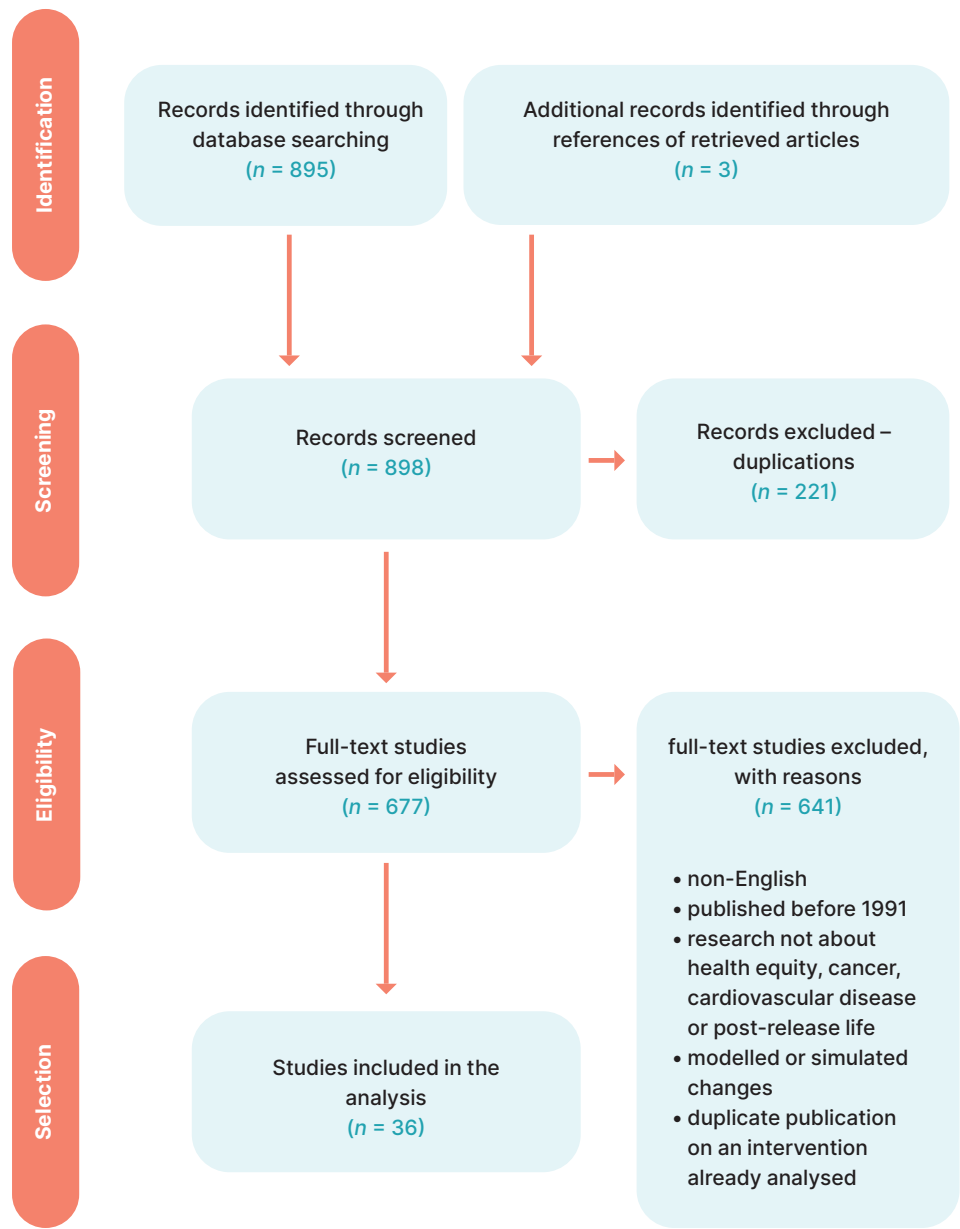 Identification
Records identified through
database searching
(n = 895)
Additional records identified through
references of retrieved articles
(n = 3)
Screening
Records screened
(n = 898)
Records excluded –
duplications
(n = 221)
Eligibility
Full-text studies
assessed for eligibility
(n = 677)
full-text studies excluded,
with reasons
(n = 641)
• non-English
• published before 1991
• research not about
health equity, cancer,
cardiovascular disease
or post-release life
• modelled or simulated
changes
• duplicate publication
on an intervention
already analysed
Selection
Studies included in the
analysis
(n = 36)